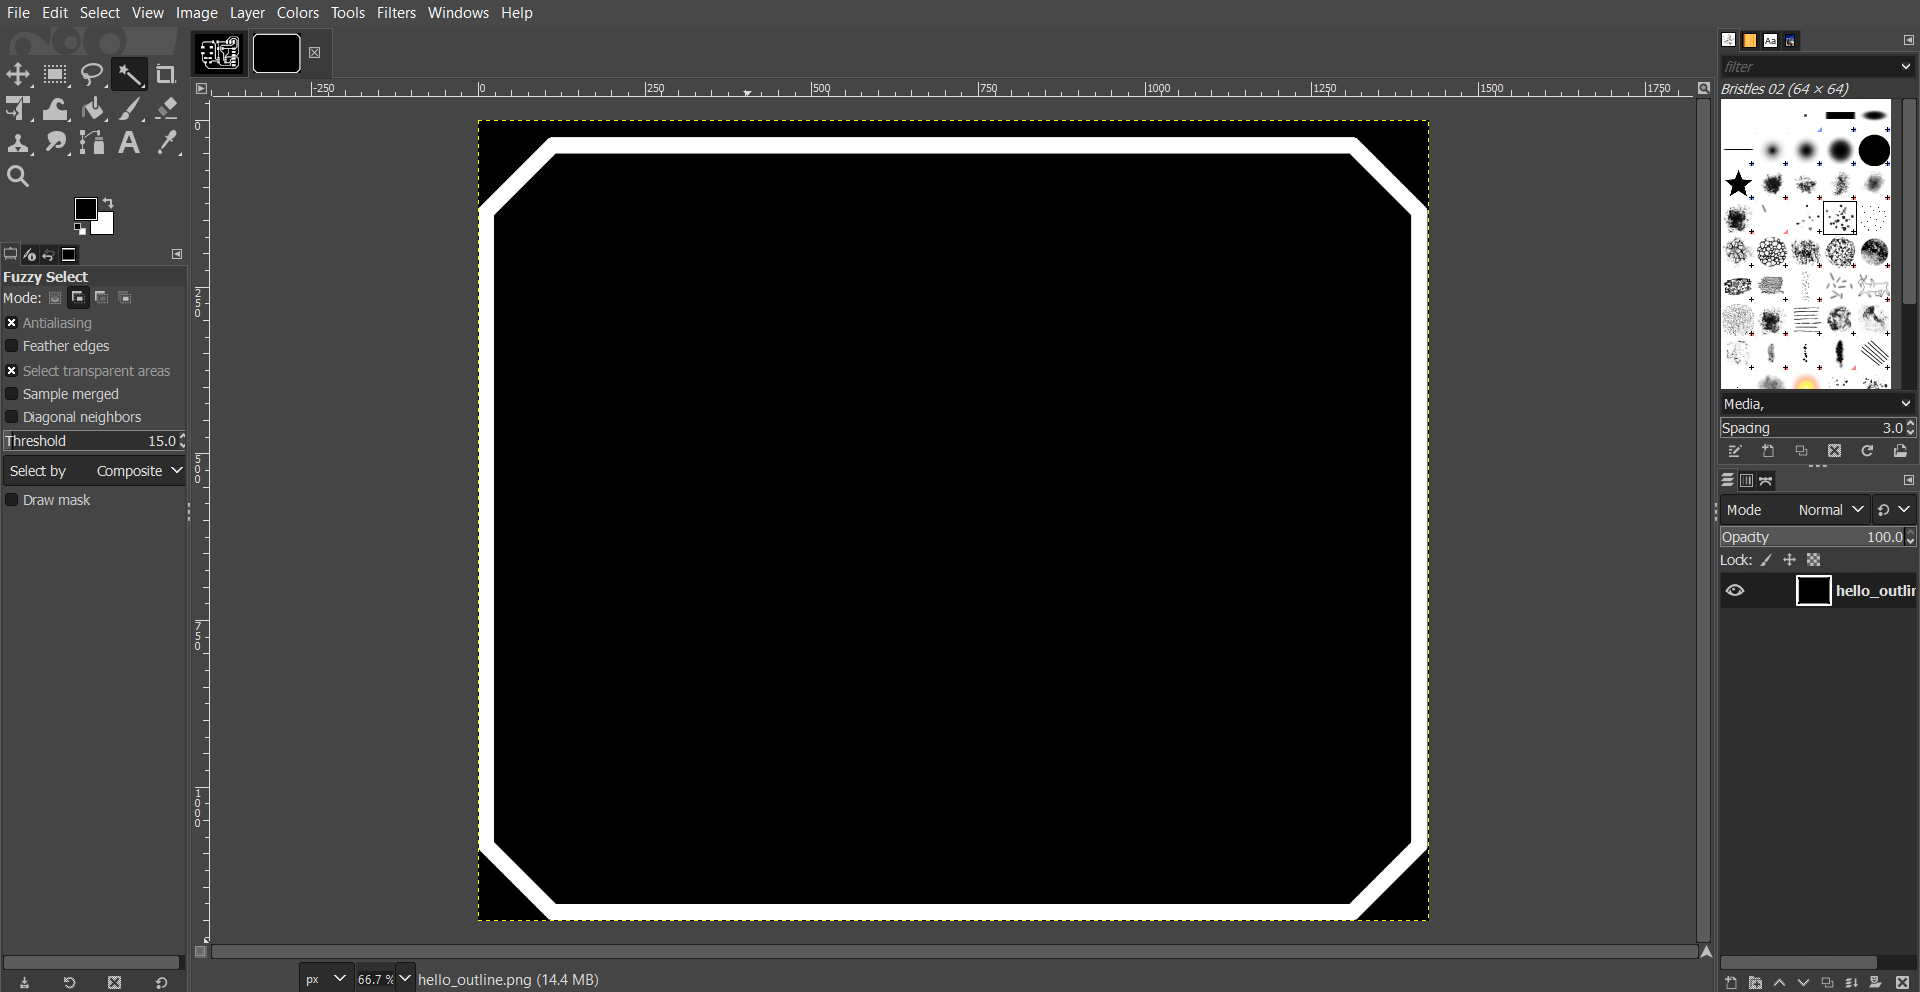 File Edit Select View Image Layer Colors Tools Filters Windows Help
filter
Bristles 02 (64 × 64)
-250 0 250 500 750 1000 1250 1500 1750
0
250
500
750
1000
A
Aa
Fuzzy Select
Mode:
Antialiasing
Feather edges
Select transparent areas
Sample merged
Diagonal neighbors
Threshold 15.0
Select by Composite
Draw mask
Media,
Spacing 3.0
Mode Normal
Opacity 100.0
Lock:
hello_outlin
px 66.7 % hello_outline.png (14.4 MB)